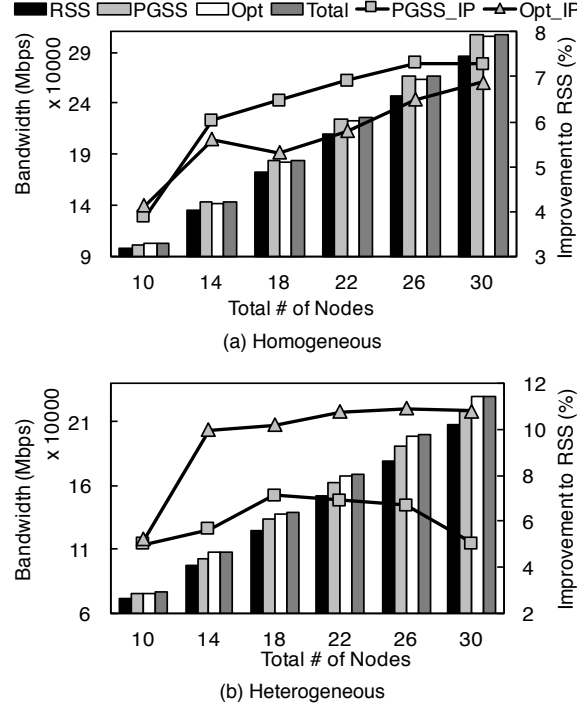 RSS PGSS Opt Total PGSS_IP Opt_IP
Bandwidth (Mbps)
x 10000
29
24
19
14
9
8
7
6
5
4
3
Improvement to RSS (%)
10 14 18 22 26 30
Total # of Nodes
(a) Homogeneous
Bandwidth (Mbps)
x 10000
21
16
11
6
12
10
8
6
4
2
Improvement to RSS (%)
10 14 18 22 26 30
Total # of Nodes
(b) Heterogeneous